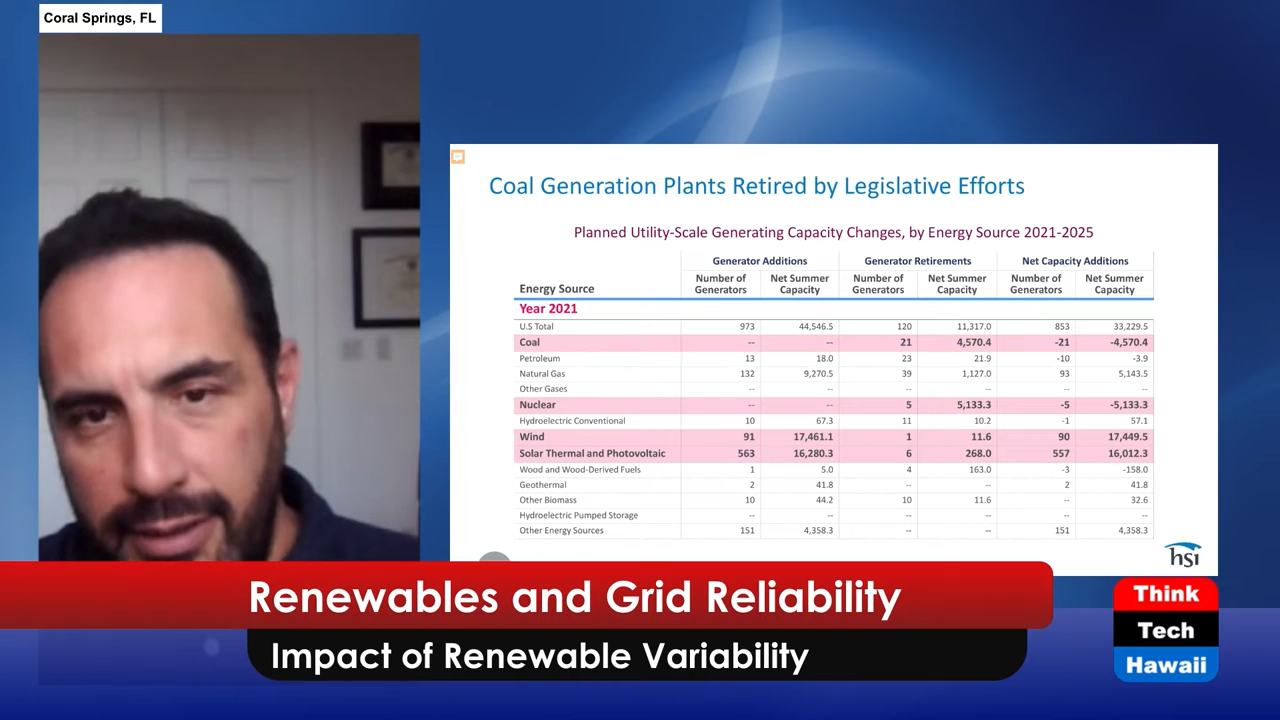 Coral Springs, FL
Coal Generation Plants Retired by Legislative Efforts
Planned Utility-Scale Generating Capacity Changes, by Energy Source 2021-2025
Generator Additions Generator Retirements Net Capacity Additions
Energy Source Number of Generators Net Summer Capacity Number of Generators Net Summer Capacity Number of Generators Net Summer Capacity
Year 2021
U.S Total 973 44,546.5 120 11,317.0 853 33,229.5
Coal -- -- 21 4,570.4 -21 -4,570.4
Petroleum 13 18.0 23 21.9 -10 -3.9
Natural Gas 132 9,270.5 39 1,127.0 93 5,143.5
Other Gases -- -- -- -- -- --
Nuclear -- -- 5 5,133.3 -5 -5,133.3
Hydroelectric Conventional 10 67.3 11 10.2 -1 57.1
Wind 91 17,461.1 1 11.6 90 17,449.5
Solar Thermal and Photovoltaic 563 16,280.3 6 268.0 557 16,012.3
Wood and Wood-Derived Fuels 1 5.0 4 163.0 -3 -158.0
Geothermal 2 41.8 -- -- 2 41.8
Other Biomass 10 44.2 10 11.6 -- 32.6
Hydroelectric Pumped Storage -- -- -- -- -- --
Other Energy Sources 151 4,358.3 -- -- 151 4,358.3
hsi
Renewables and Grid Reliability
Impact of Renewable Variability
Think
Tech
Hawaii